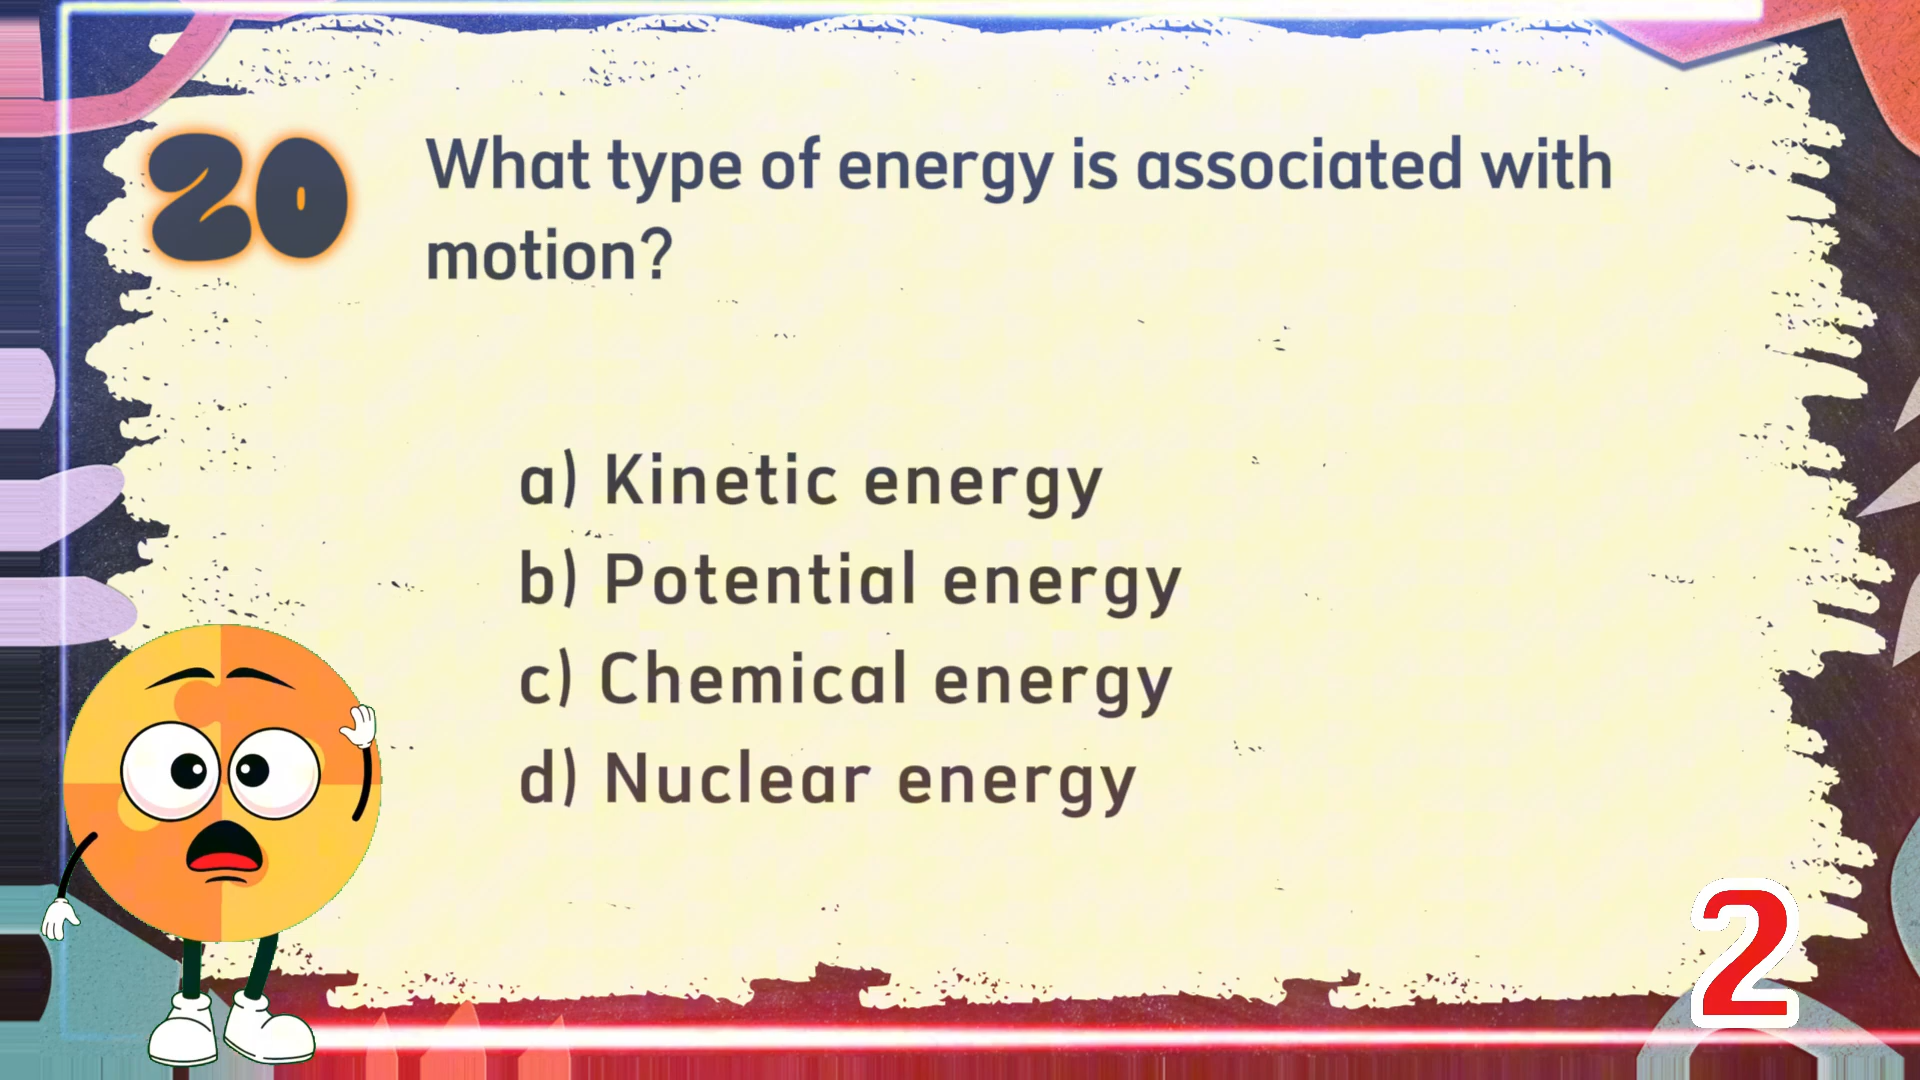 20
What type of energy is associated with
motion?
a) Kinetic energy
b) Potential energy
c) Chemical energy
d) Nuclear energy
2